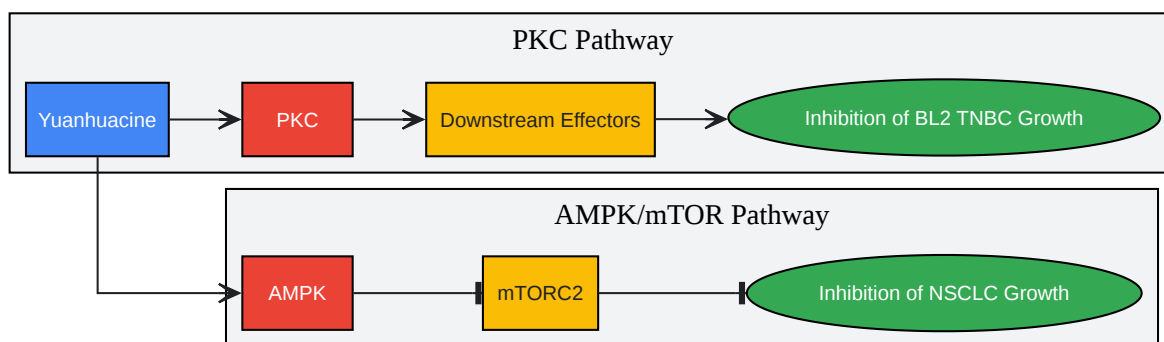 PKC Pathway
Yuanhuacine
PKC
Downstream Effectors
Inhibition of BL2 TNBC Growth
AMPK/mTOR Pathway
AMPK
mTORC2
Inhibition of NSCLC Growth